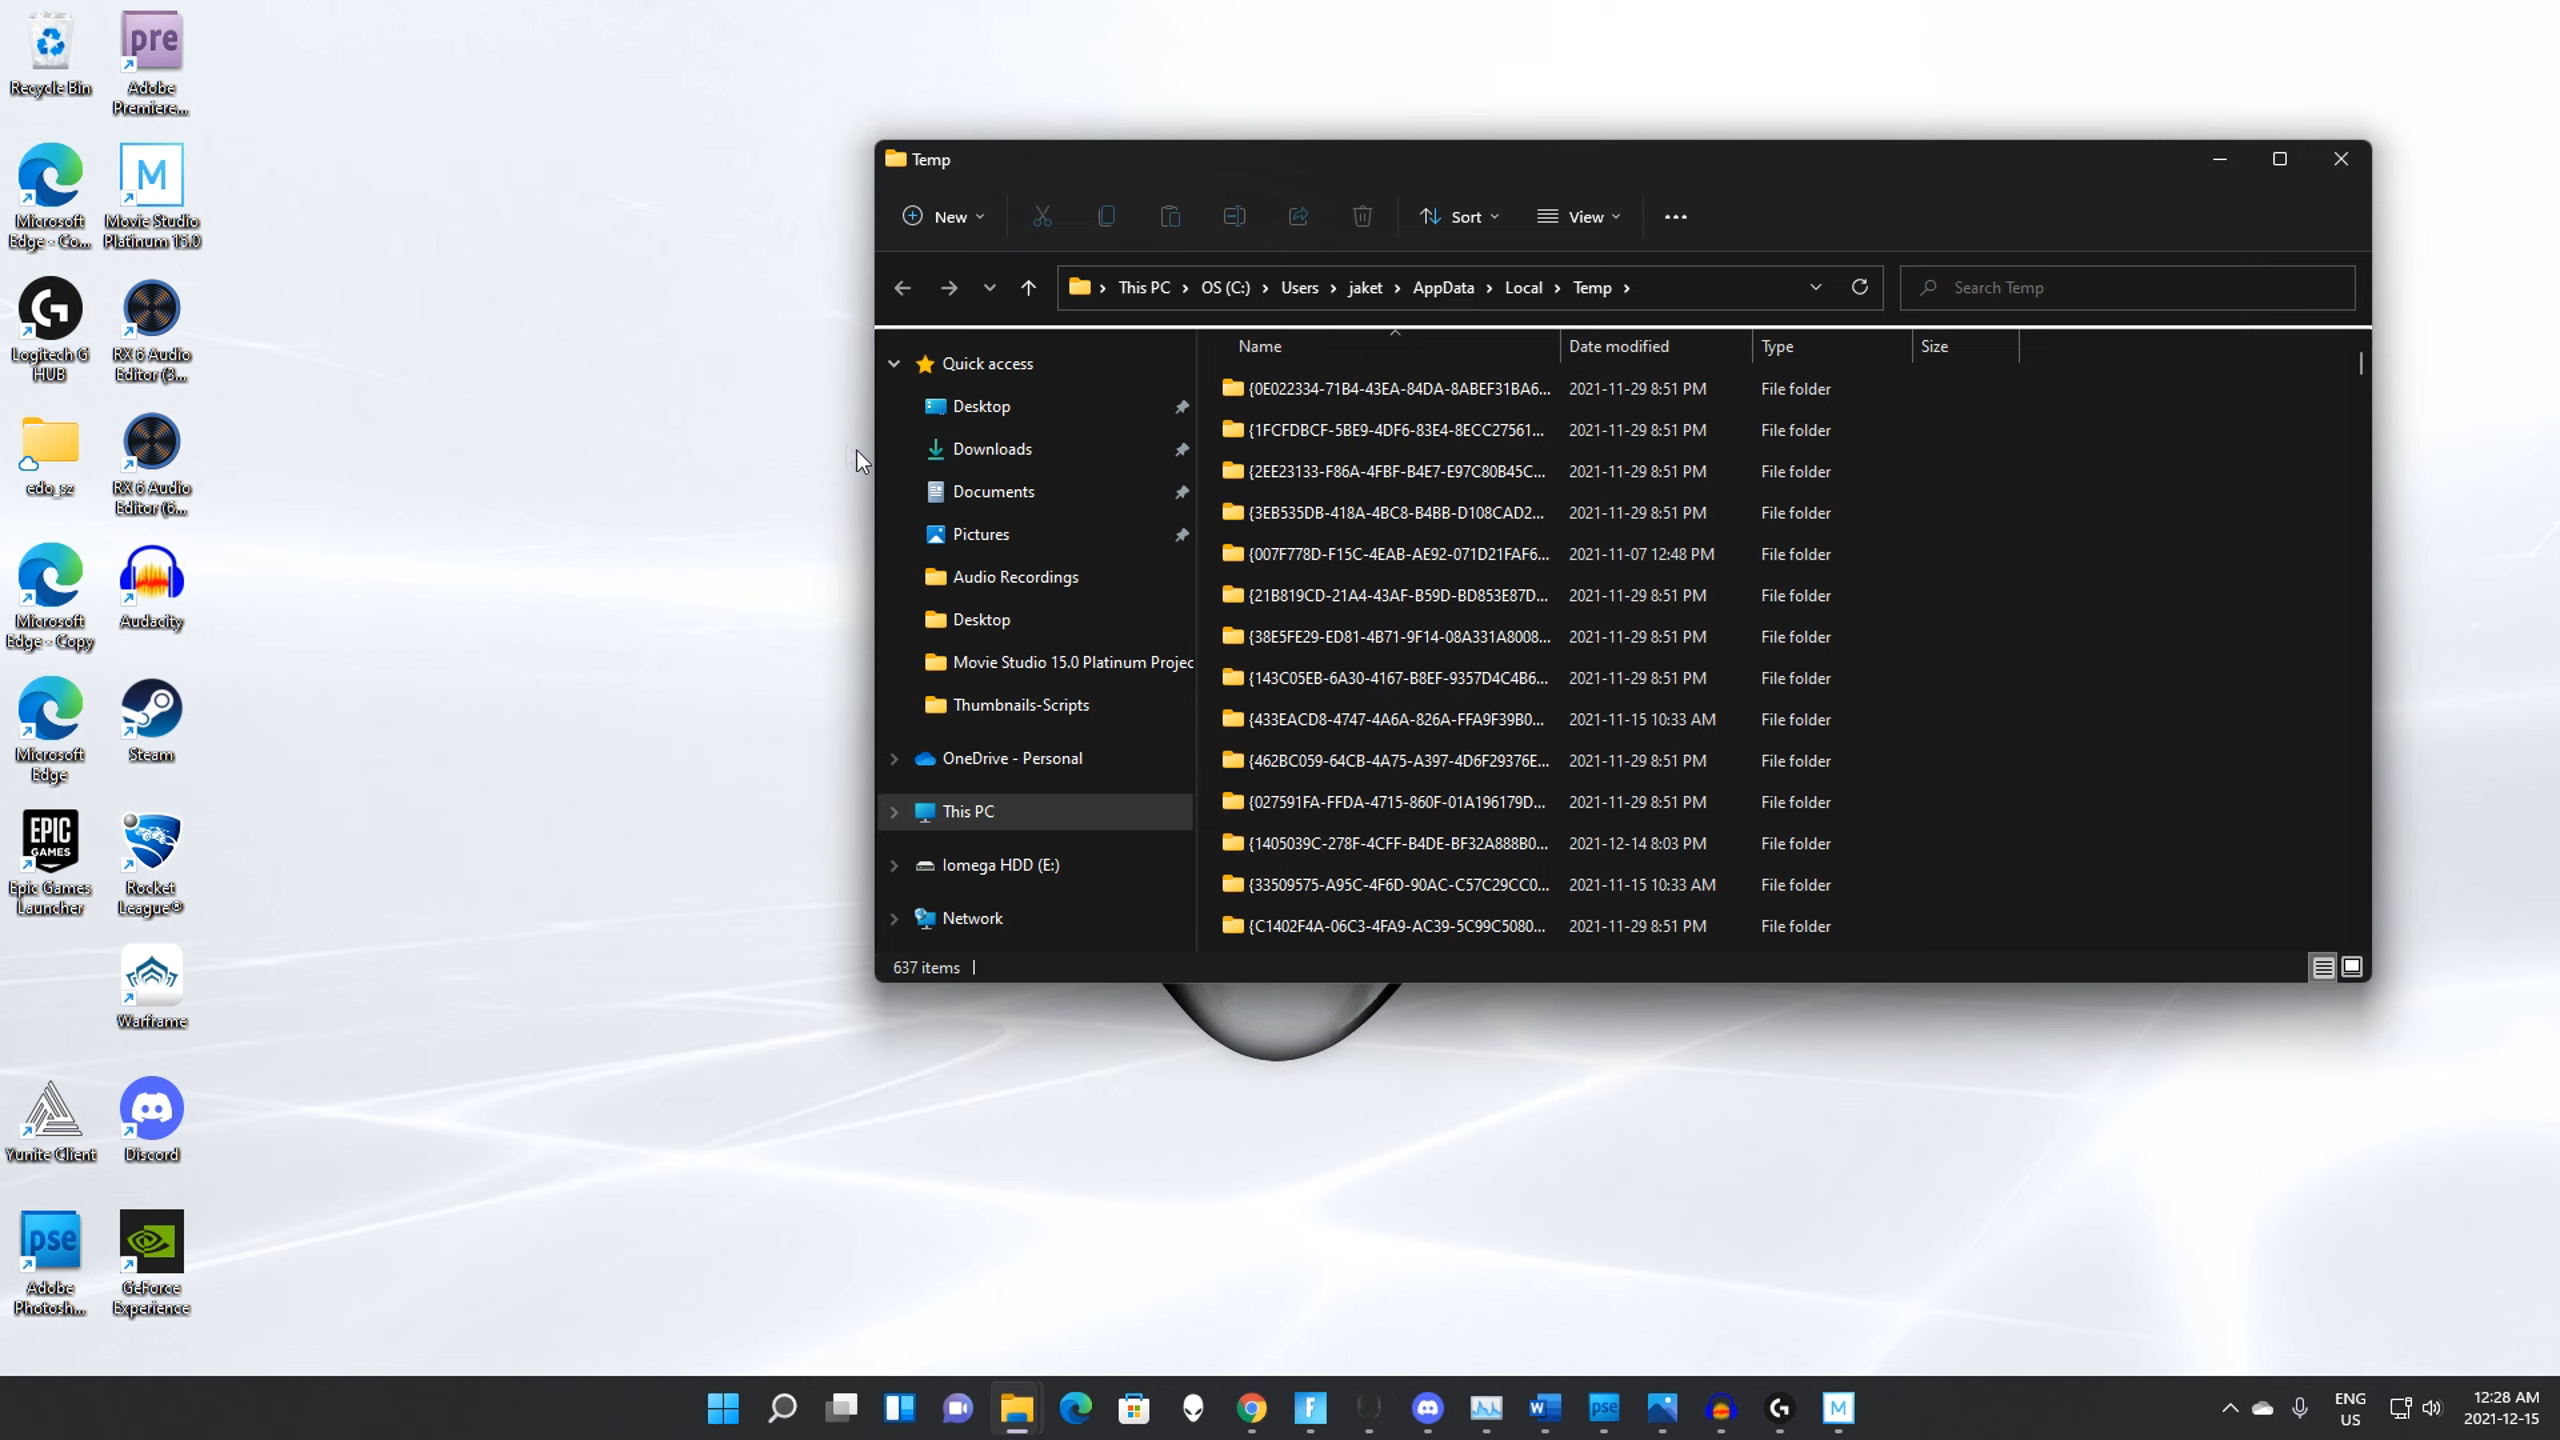 Recycle Bin
pre
Adobe
Premiere...
Microsoft
Edge - Co...
M
Movie Studio
Platinum 15.0
Logitech G
HUB
RX 6 Audio
Editor (3...
edo_sz
RX 6 Audio
Editor (6...
Microsoft
Edge - Copy
Audacity
Microsoft
Edge
Steam
EPIC
GAMES
Epic Games
Launcher
Rocket
League®
Warframe
Yunite Client
Discord
pse
Adobe
Photosh...
GeForce
Experience
Temp
New
Sort
View
This PC > OS (C:) > Users > jaket > AppData > Local > Temp >
Search Temp
Quick access
Desktop
Downloads
Documents
Pictures
Audio Recordings
Desktop
Movie Studio 15.0 Platinum Projec
Thumbnails-Scripts
OneDrive - Personal
This PC
Iomega HDD (E:)
Network
Name Date modified Type Size
{0E022334-71B4-43EA-84DA-8ABEF31BA6... 2021-11-29 8:51 PM File folder
{1FCFDBCF-5BE9-4DF6-83E4-8ECC27561... 2021-11-29 8:51 PM File folder
{2EE23133-F86A-4FBF-B4E7-E97C80B45C... 2021-11-29 8:51 PM File folder
{3EB535DB-418A-4BC8-B4BB-D108CAD2... 2021-11-29 8:51 PM File folder
{007F778D-F15C-4EAB-AE92-071D21FAF6... 2021-11-07 12:48 PM File folder
{21B819CD-21A4-43AF-B59D-BD853E87D... 2021-11-29 8:51 PM File folder
{38E5FE29-ED81-4B71-9F14-08A331A8008... 2021-11-29 8:51 PM File folder
{143C05EB-6A30-4167-B8EF-9357D4C4B6... 2021-11-29 8:51 PM File folder
{433EACD8-4747-4A6A-826A-FFA9F39B0... 2021-11-15 10:33 AM File folder
{462BC059-64CB-4A75-A397-4D6F29376E... 2021-11-29 8:51 PM File folder
{027591FA-FFDA-4715-860F-01A196179D... 2021-11-29 8:51 PM File folder
{1405039C-278F-4CFF-B4DE-BF32A888B0... 2021-12-14 8:03 PM File folder
{33509575-A95C-4F6D-90AC-C57C29CC0... 2021-11-15 10:33 AM File folder
{C1402F4A-06C3-4FA9-AC39-5C99C5080... 2021-11-29 8:51 PM File folder
637 items
F
W
pse
M
ENG
US
12:28 AM
2021-12-15